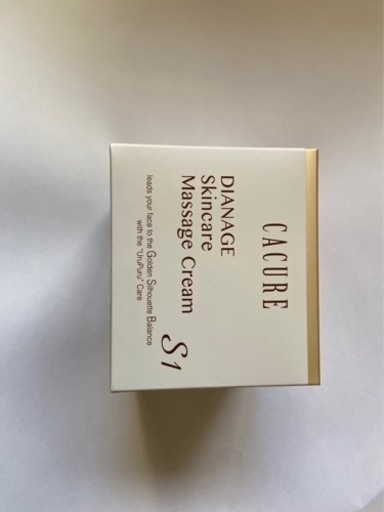 CACURE
DIANAGE
Skincare
Massage Cream S1
leads your face to the Golden Silhouette Balance
with the "UruPuru" Care